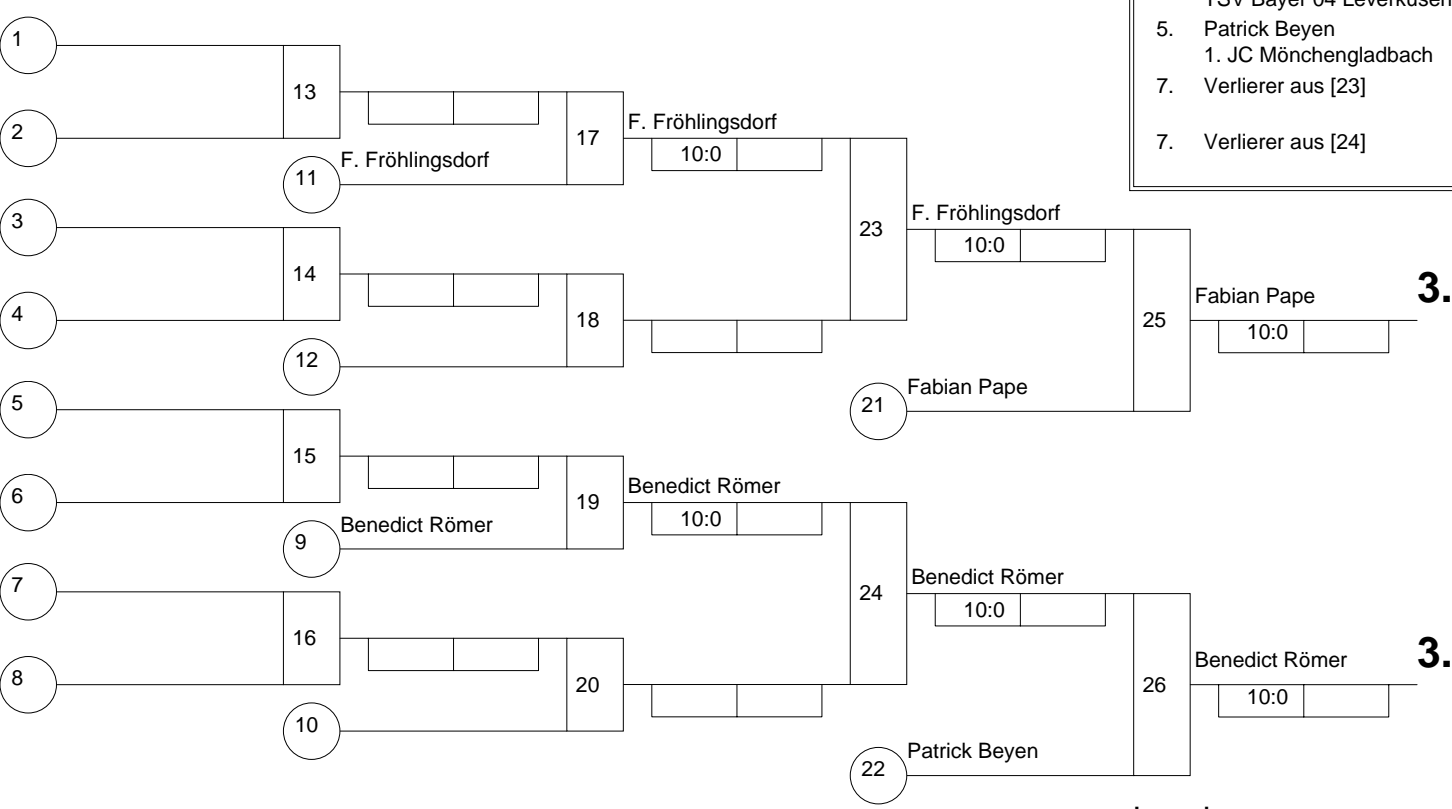 TSV Bayer 04 Leverkusen
5. Patrick Beyen
1. JC Mönchengladbach
7. Verlierer aus [23]
7. Verlierer aus [24]
1
13
2
17
F. Fröhlingsdorf
10:0
11
F. Fröhlingsdorf
3
23
F. Fröhlingsdorf
10:0
14
4
18
25
Fabian Pape
3.
10:0
12
5
21
Fabian Pape
15
6
19
Benedict Römer
10:0
9
Benedict Römer
7
24
Benedict Römer
10:0
16
8
20
26
Benedict Römer
3.
10:0
10
22
Patrick Beyen